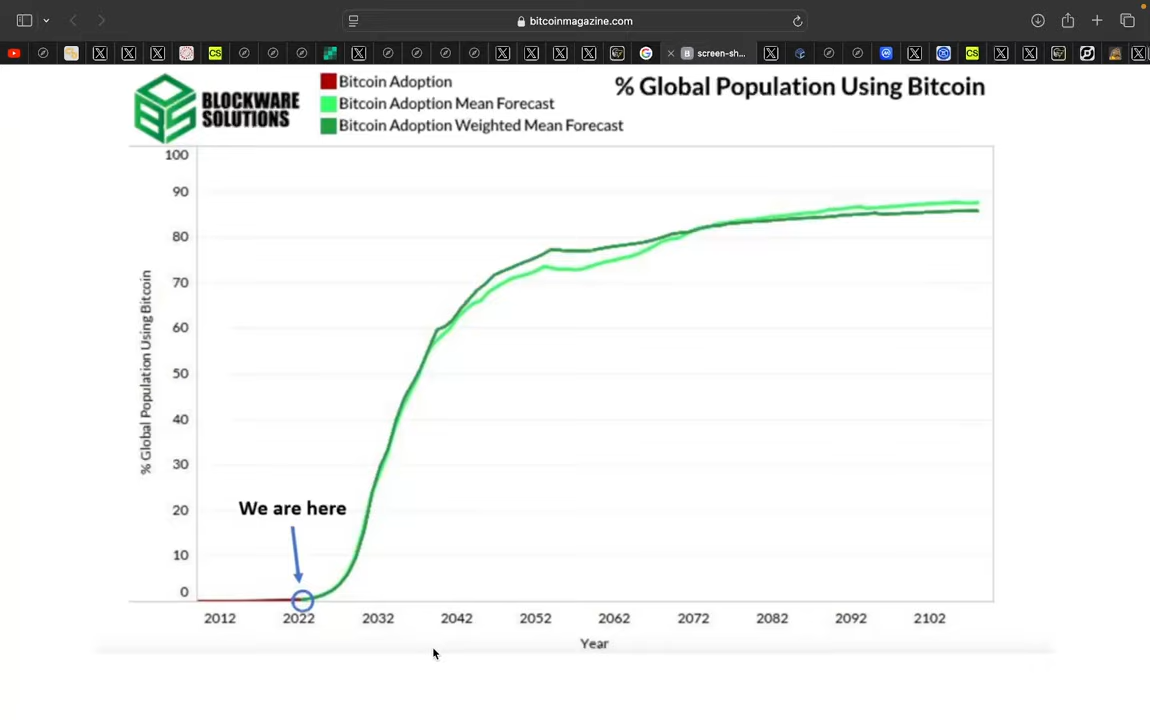 bitcoinmagazine.com
CS
B screen-sh...
CS
BLOCKWARE
SOLUTIONS
Bitcoin Adoption
Bitcoin Adoption Mean Forecast
Bitcoin Adoption Weighted Mean Forecast
% Global Population Using Bitcoin
% Global Population Using Bitcoin
100
90
80
70
60
50
40
30
20
10
0
We are here
2012 2022 2032 2042 2052 2062 2072 2082 2092 2102
Year